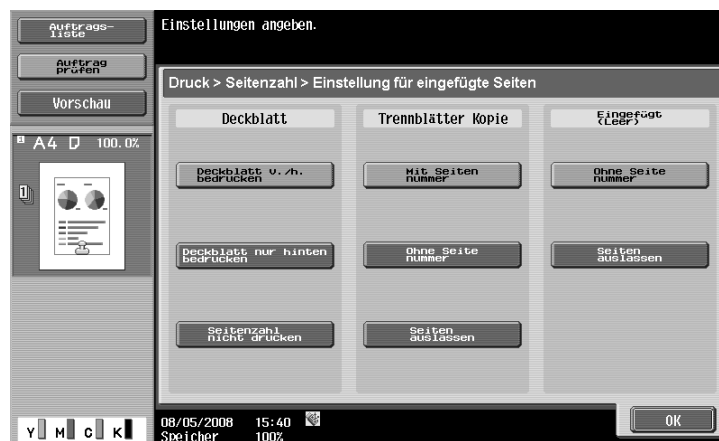 Auftrags-
liste
Auftrag
prüfen
Vorschau
A4 100.0%
1
Einstellungen angeben.
Druck > Seitenzahl > Einstellung für eingefügte Seiten
Deckblatt
Deckblatt v./h.
bedrucken
Deckblatt nur hinten
bedrucken
Seitenzahl
nicht drucken
Trennblätter Kopie
Mit Seiten
nummer
Ohne Seite
nummer
Seiten
auslassen
Eingefügt
(Leer)
Ohne Seite
nummer
Seiten
auslassen
Y M C K
08/05/2008 15:40
Speicher 100%
OK